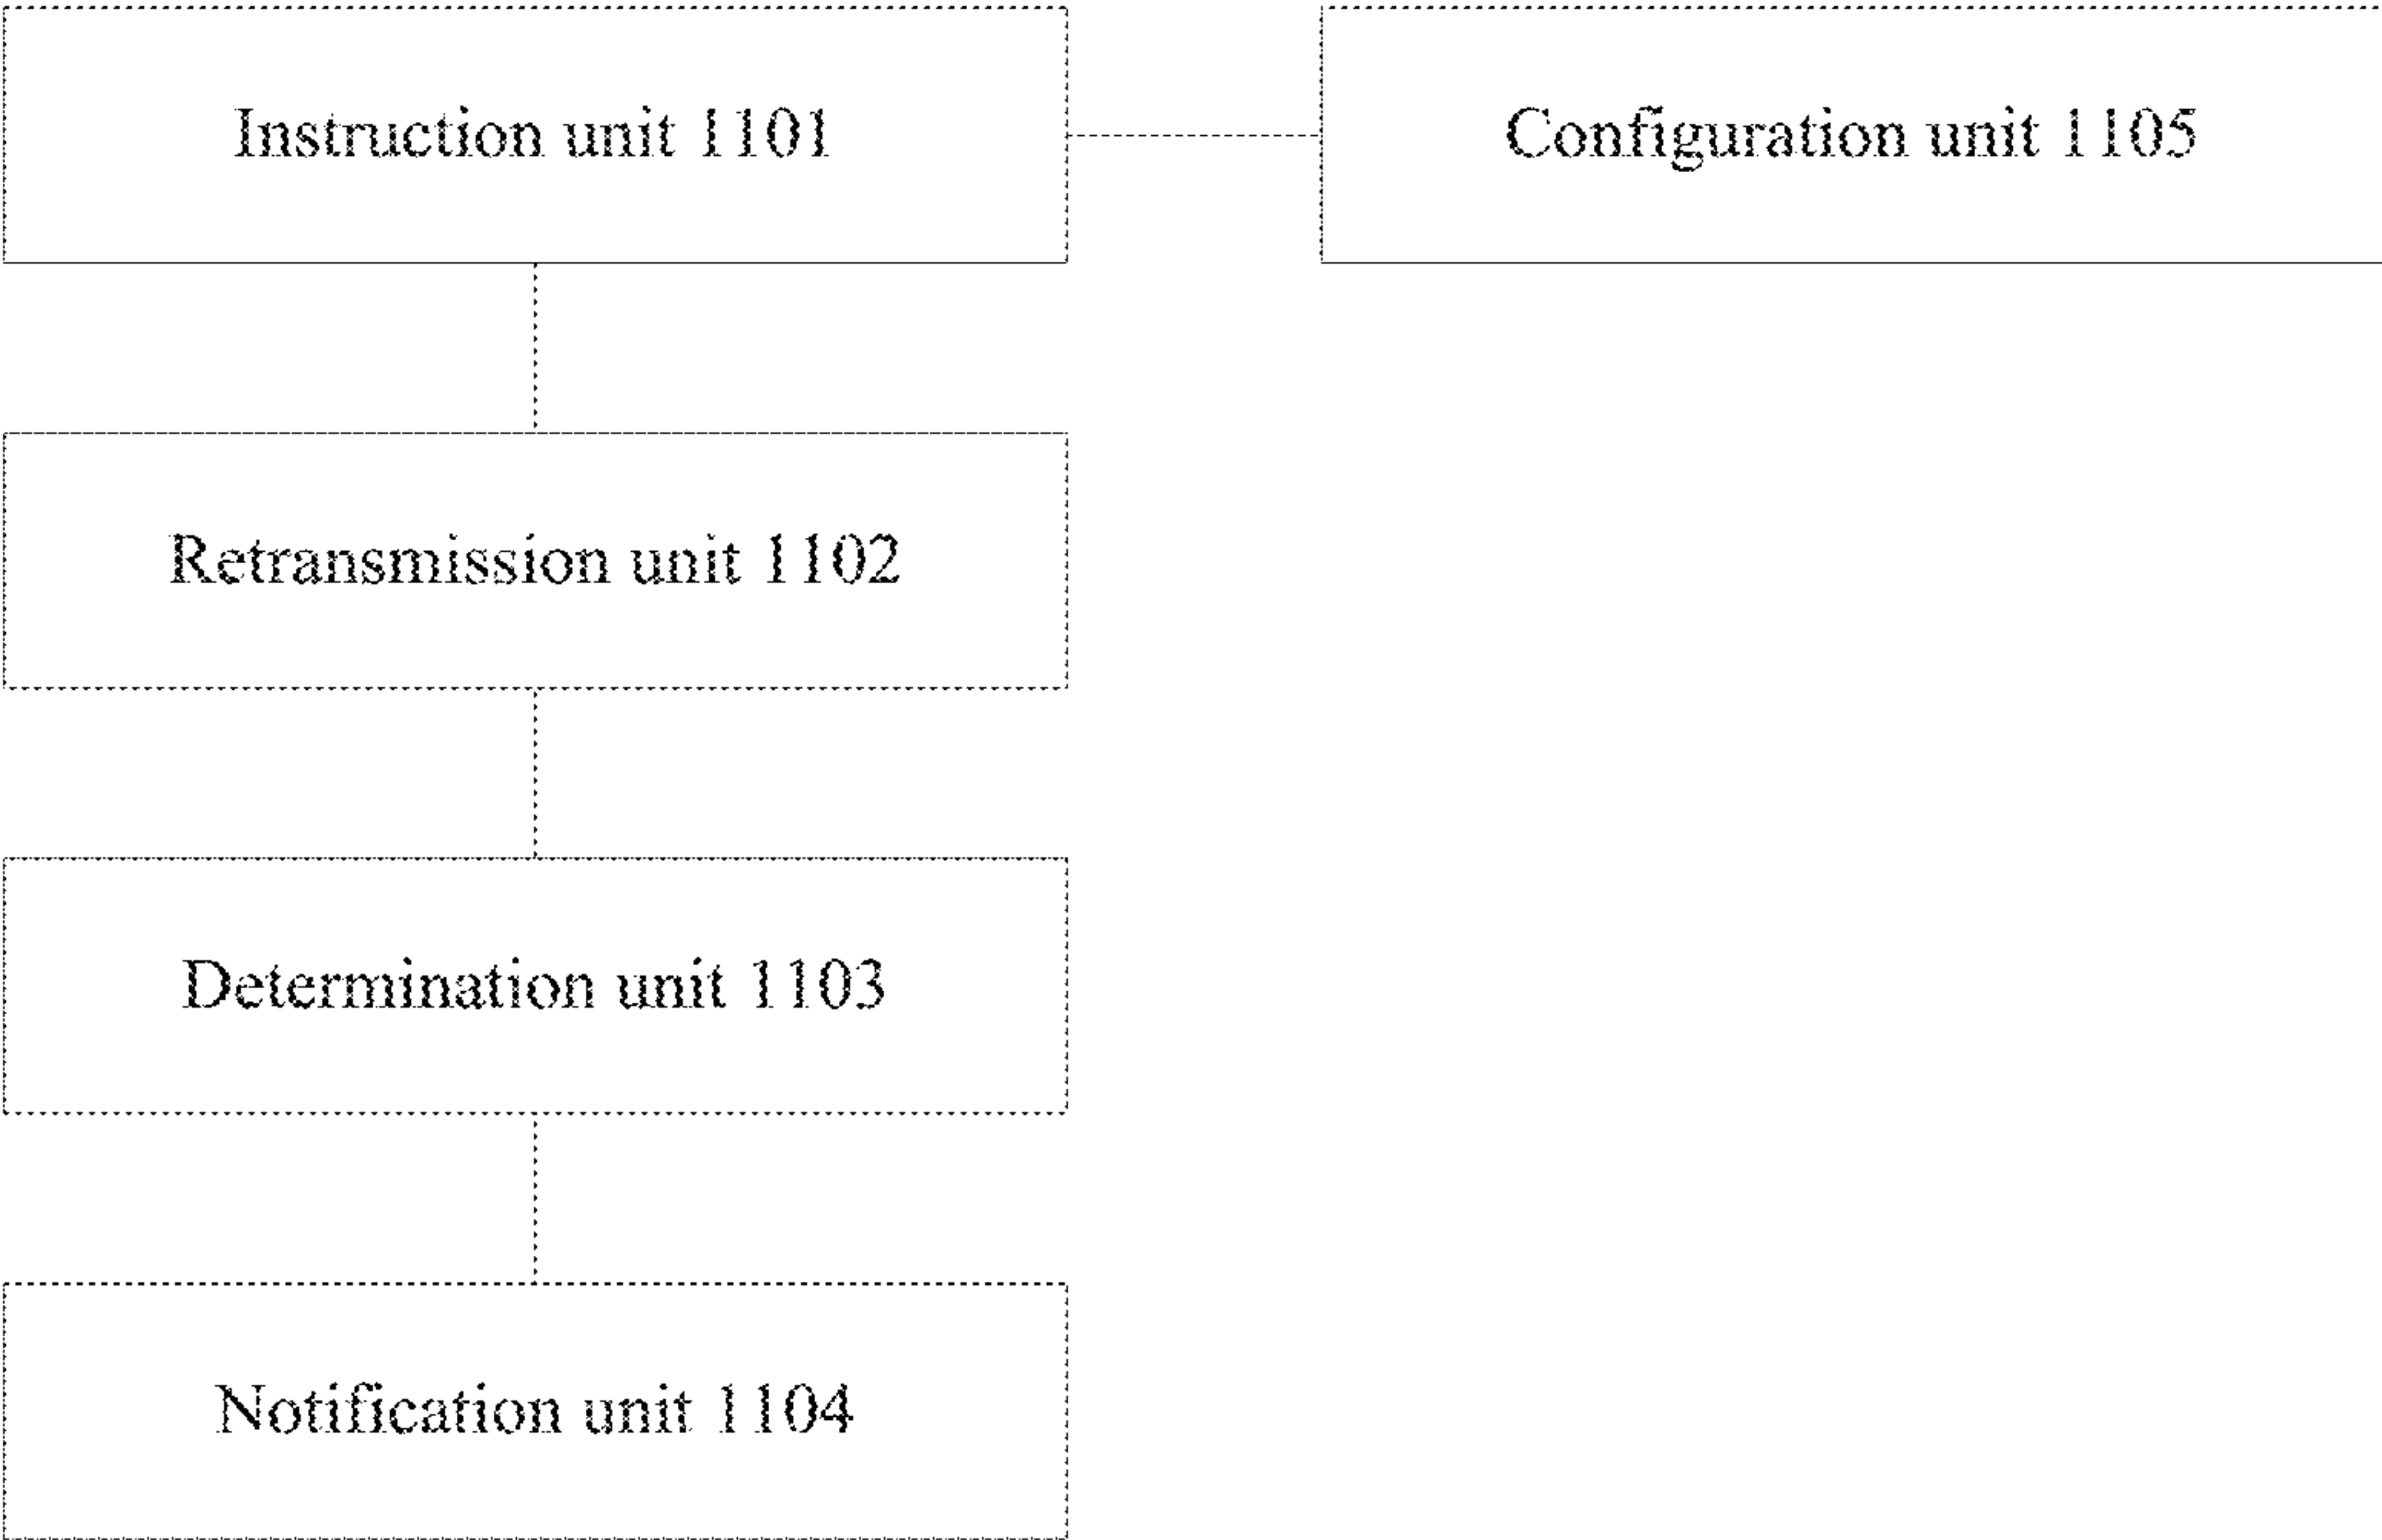 Instruction unit 1101
Configuration unit 1105
Retransmission unit 1102
Determination unit 1103
Notification unit 1104